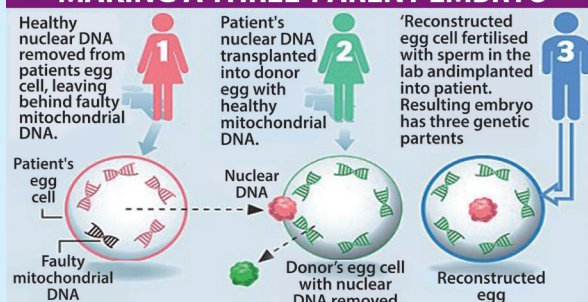 MAKING A THREE PARENT EMBRYO
Healthy
nuclear DNA
removed from
patients egg
cell, leaving
behind faulty
mitochondrial
DNA.
1
Patient's
nuclear DNA
transplanted
into donor
egg with
healthy
mitochondrial
DNA.
2
'Reconstructed
egg cell fertilised
with sperm in the
lab andimplanted
into patient.
Resulting embryo
has three genetic
partents
3
Patient's
egg
cell
Faulty
mitochondrial
DNA
Nuclear
DNA
Donor's egg cell
with nuclear
DNA removed
Reconstructed
egg